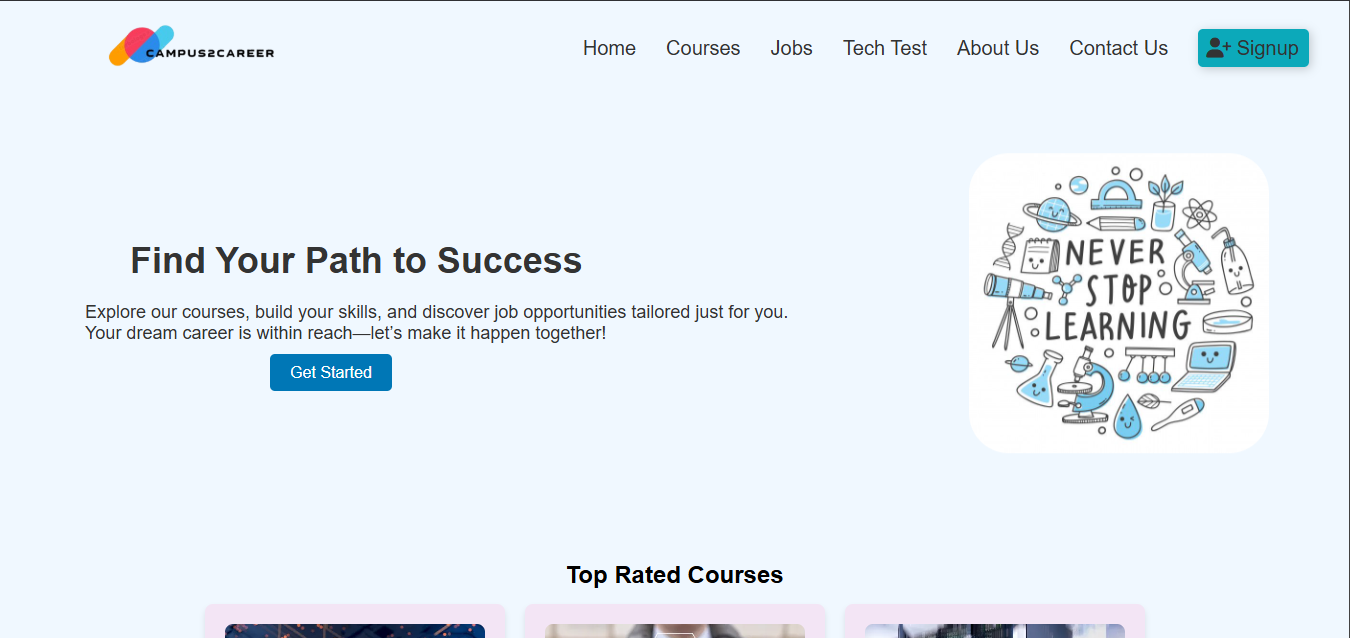 CAMPUS2CAREER
Home Courses Jobs Tech Test About Us Contact Us Signup
NEVER
STOP
LEARNING
Find Your Path to Success
Explore our courses, build your skills, and discover job opportunities tailored just for you.
Your dream career is within reach—let’s make it happen together!
Get Started
Top Rated Courses